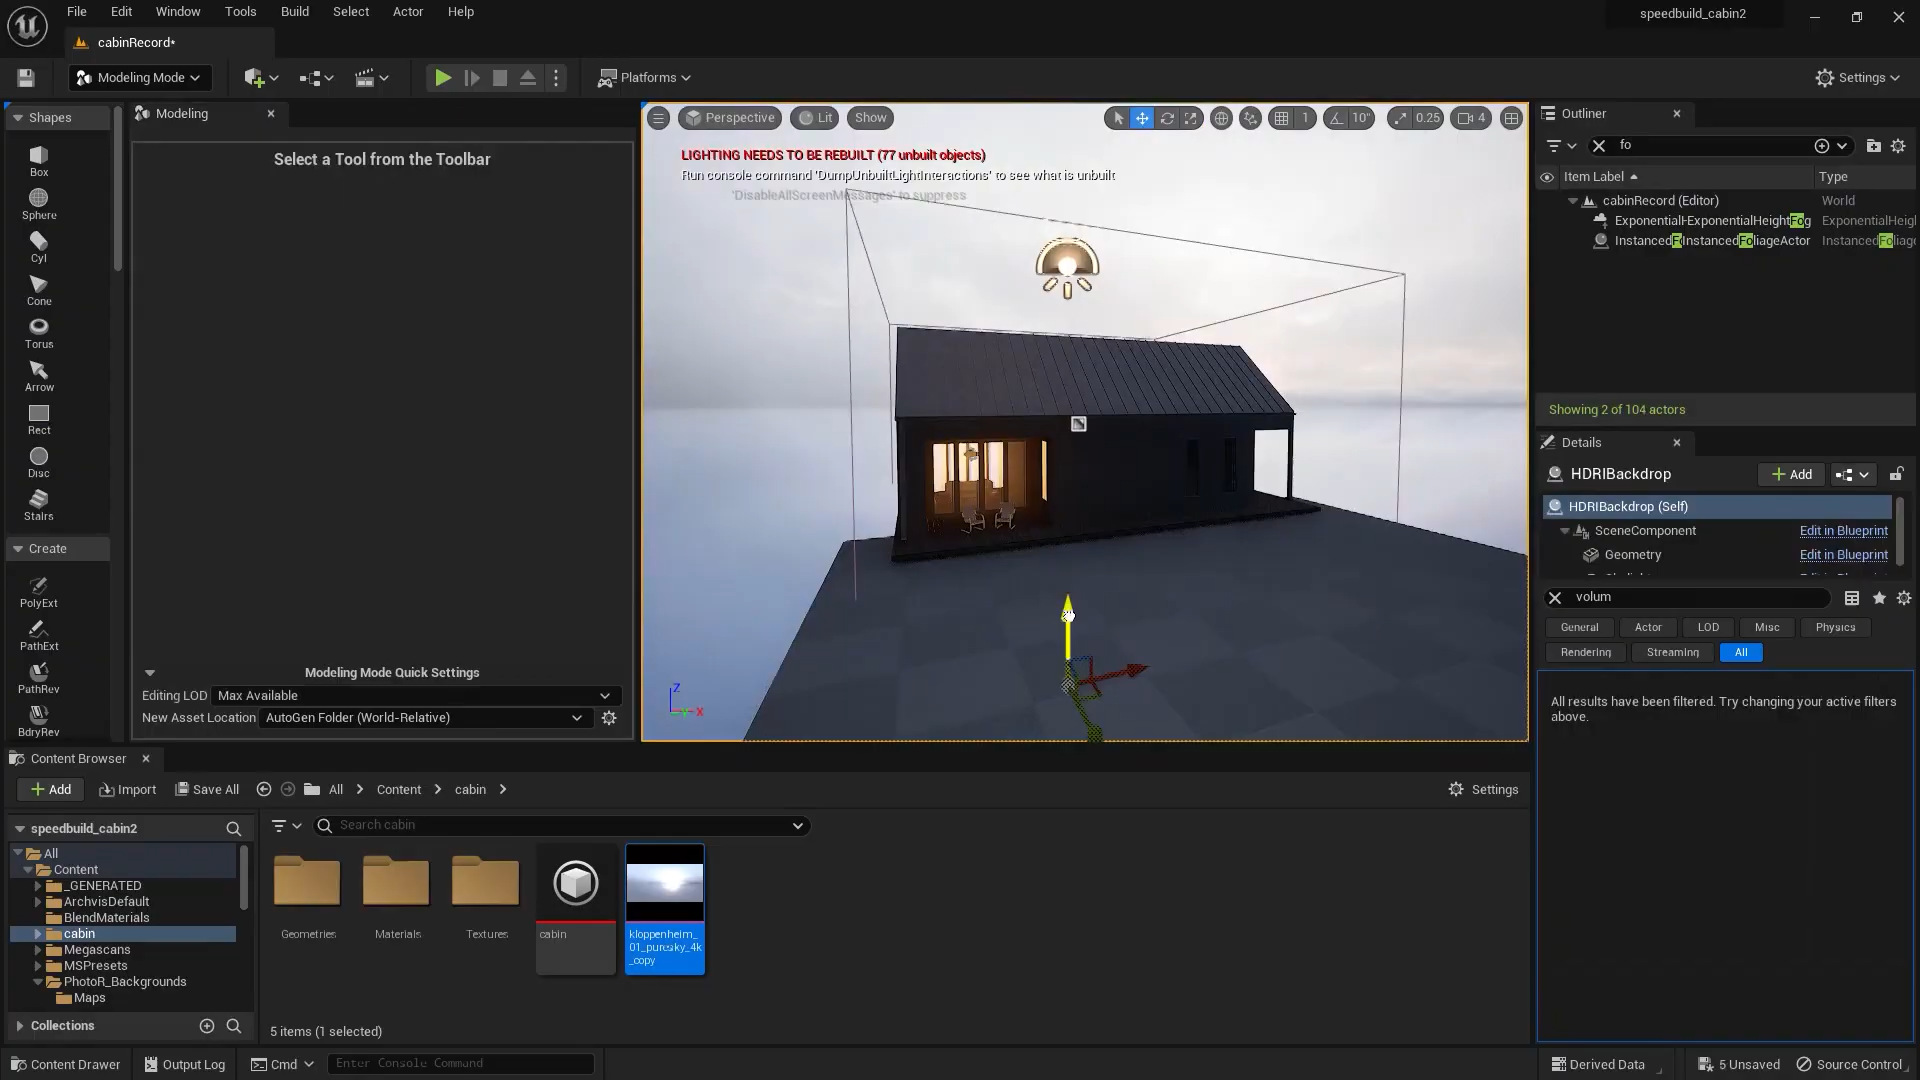 File Edit Window Tools Build Select Actor Help
speedbuild_cabin2
cabinRecord*
Modeling Mode
Platforms
Settings
Shapes
Box
Sphere
Cyl
Cone
Torus
Arrow
Rect
Disc
Stairs
Create
PolyExt
PathExt
PathRev
BdryRev
Modeling
Select a Tool from the Toolbar
Modeling Mode Quick Settings
Editing LOD Max Available
New Asset Location AutoGen Folder (World-Relative)
Perspective Lit Show
1 10° 0.25 4
LIGHTING NEEDS TO BE REBUILT (77 unbuilt objects)
Run console command 'DumpUnbuiltLightInteractions' to see what is unbuilt
'DisableAllScreenMessages' to suppress
Z
X
Outliner
fo
Item Label Type
cabinRecord (Editor) World
ExponentialHExponentialHeightFog ExponentialHeigl
InstancedFInstancedFoliageActor InstancedFoliage
Showing 2 of 104 actors
Details
HDRIBackdrop Add
HDRIBackdrop (Self)
SceneComponent Edit in Blueprint
Geometry Edit in Blueprint
volum
General Actor LOD Misc Physics
Rendering Streaming All
All results have been filtered. Try changing your active filters
above.
Content Browser
Add Import Save All All Content cabin Settings
speedbuild_cabin2
Search cabin
All
Content
_GENERATED
ArchvisDefault
BlendMaterials
cabin
Megascans
MSPresets
PhotoR_Backgrounds
Maps
Collections
Geometries
Materials
Textures
cabin
kloppenheim_
01_puresky_4k
_copy
5 items (1 selected)
Content Drawer Output Log Cmd Enter Console Command Derived Data 5 Unsaved Source Control